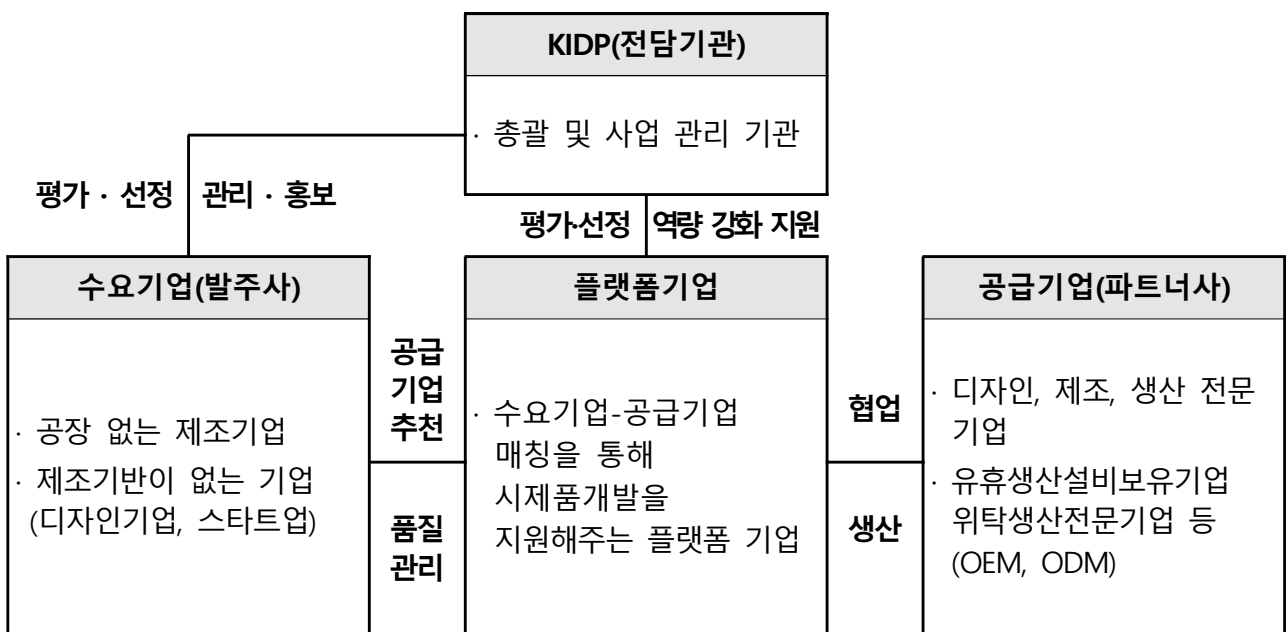 KIDP(전담기관)
· 총괄 및 사업 관리 기관
평가 · 선정
관리 · 홍보
평가·선정
역량 강화 지원
수요기업(발주사)
· 공장 없는 제조기업
· 제조기반이 없는 기업
(디자인기업, 스타트업)
공급
기업
추천
품질
관리
플랫폼기업
· 수요기업-공급기업
매칭을 통해
시제품개발을
지원해주는 플랫폼 기업
협업
생산
공급기업(파트너사)
· 디자인, 제조, 생산 전문
기업
· 유휴생산설비보유기업
위탁생산전문기업 등
(OEM, ODM)